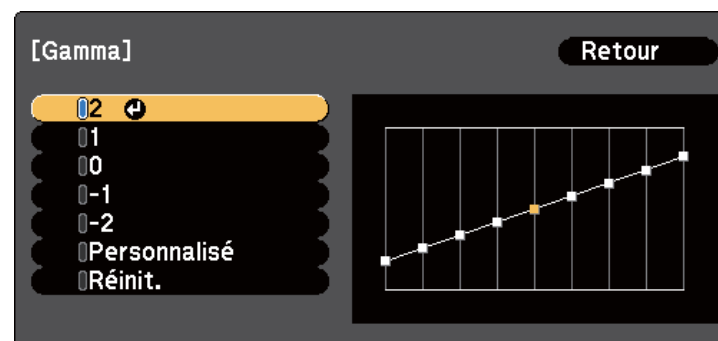 [Gamma]
Retour
2
1
0
-1
-2
Personnalisé
Réinit.